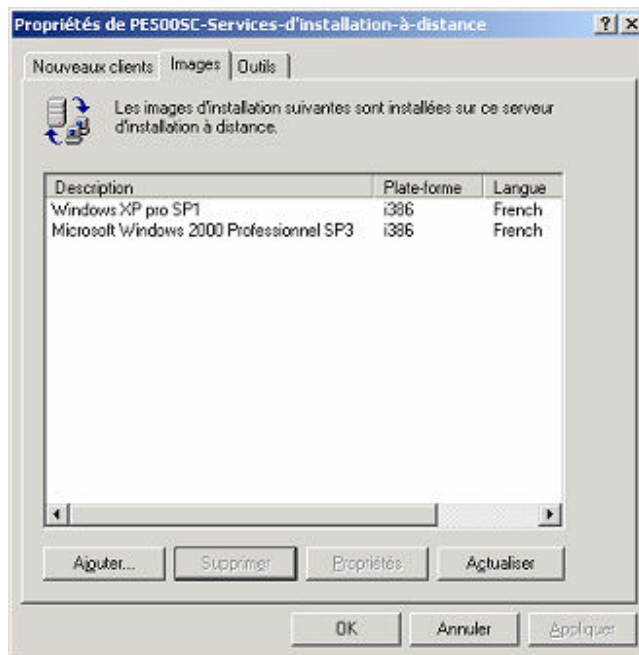 Propriétés de PE500SC-Services-d'installation-à-distance
Nouveaux clients Images Outils
Les images d'installation suivantes sont installées sur ce serveur
d'installation à distance.
Description Plate-forme Langue
Windows XP pro SP1 i386 French
Microsoft Windows 2000 Professionnel SP3 i386 French
Ajouter... Supprimer Propriétés Actualiser
OK Annuler Appliquer